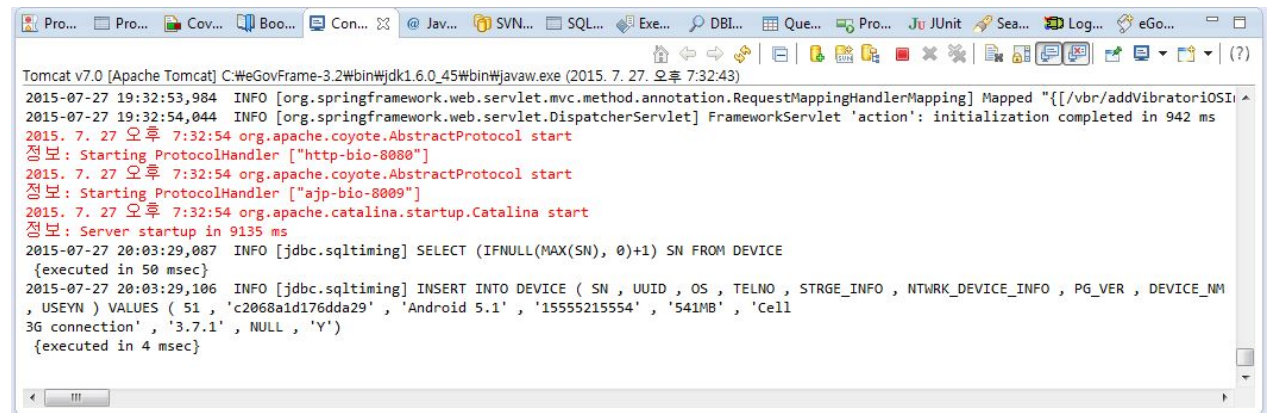 Pro... Pro... Cov... Boo... Con... @ Jav... SVN... SQL... Exe... DBI... Que... Pro... Ju JUnit Sea... Log... eGo...
(?)
Tomcat v7.0 [Apache Tomcat] C:₩eGovFrame-3.2₩bin₩jdk1.6.0_45₩bin₩javaw.exe (2015. 7. 27. 오후 7:32:43)
2015-07-27 19:32:53,984 INFO [org.springframework.web.servlet.mvc.method.annotation.RequestMappingHandlerMapping] Mapped "{[/vbr/addVibratoriOSI
2015-07-27 19:32:54,044 INFO [org.springframework.web.servlet.DispatcherServlet] FrameworkServlet 'action': initialization completed in 942 ms
2015. 7. 27 오후 7:32:54 org.apache.coyote.AbstractProtocol start
정보: Starting ProtocolHandler ["http-bio-8080"]
2015. 7. 27 오후 7:32:54 org.apache.coyote.AbstractProtocol start
정보: Starting ProtocolHandler ["ajp-bio-8009"]
2015. 7. 27 오후 7:32:54 org.apache.catalina.startup.Catalina start
정보: Server startup in 9135 ms
2015-07-27 20:03:29,087 INFO [jdbc.sqltiming] SELECT (IFNULL(MAX(SN), 0)+1) SN FROM DEVICE
{executed in 50 msec}
2015-07-27 20:03:29,106 INFO [jdbc.sqltiming] INSERT INTO DEVICE ( SN , UUID , OS , TELNO , STRGE_INFO , NTWRK_DEVICE_INFO , PG_VER , DEVICE_NM
, USEYN ) VALUES ( 51 , 'c2068a1d176dda29' , 'Android 5.1' , '15555215554' , '541MB' , 'Cell
3G connection' , '3.7.1' , NULL , 'Y')
{executed in 4 msec}